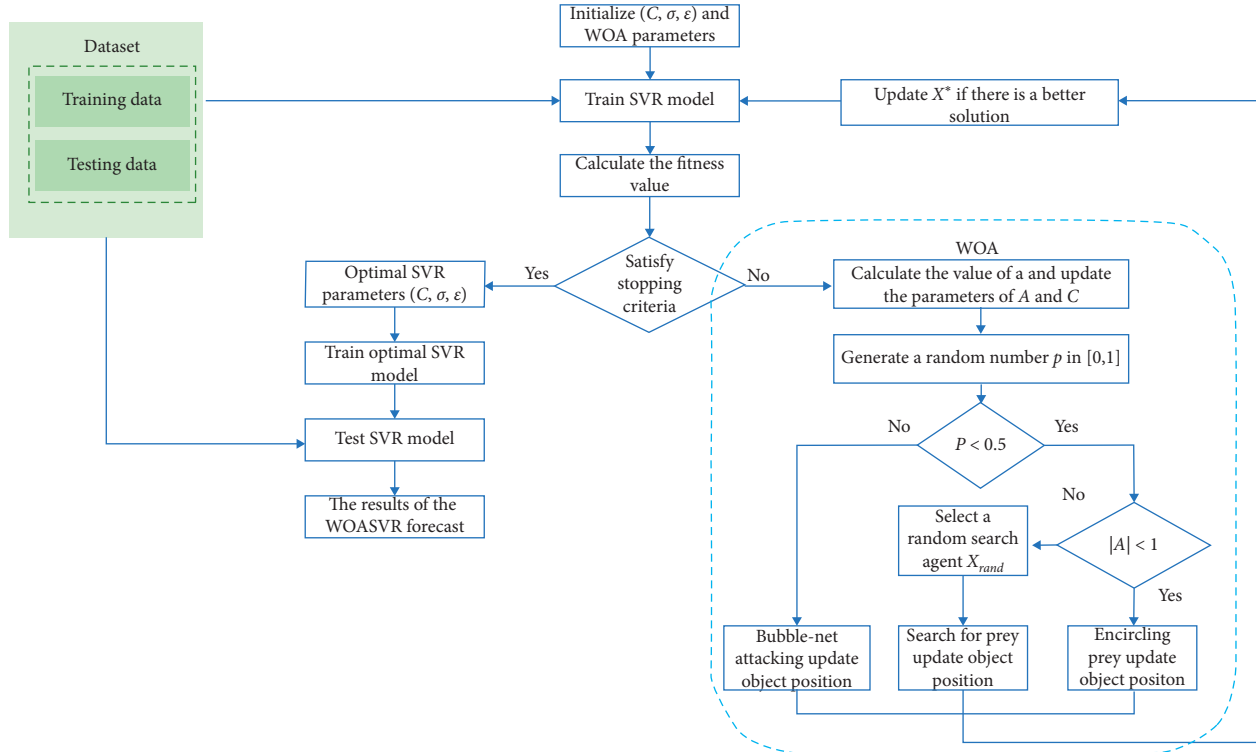 Dataset
Training data
Testing data
Initialize (C, σ, ε) and
WOA parameters
Train SVR model
Update X* if there is a better
solution
Calculate the fitness
value
Satisfy
stopping
criteria
Yes
No
Optimal SVR
parameters (C, σ, ε)
Train optimal SVR
model
Test SVR model
The results of the
WOASVR forecast
WOA
Calculate the value of a and update
the parameters of A and C
Generate a random number p in [0,1]
P < 0.5
No
Yes
|A| < 1
No
Yes
Select a
random search
agent Xrand
Bubble-net
attacking update
object position
Search for prey
update object
position
Encircling
prey update
object positon